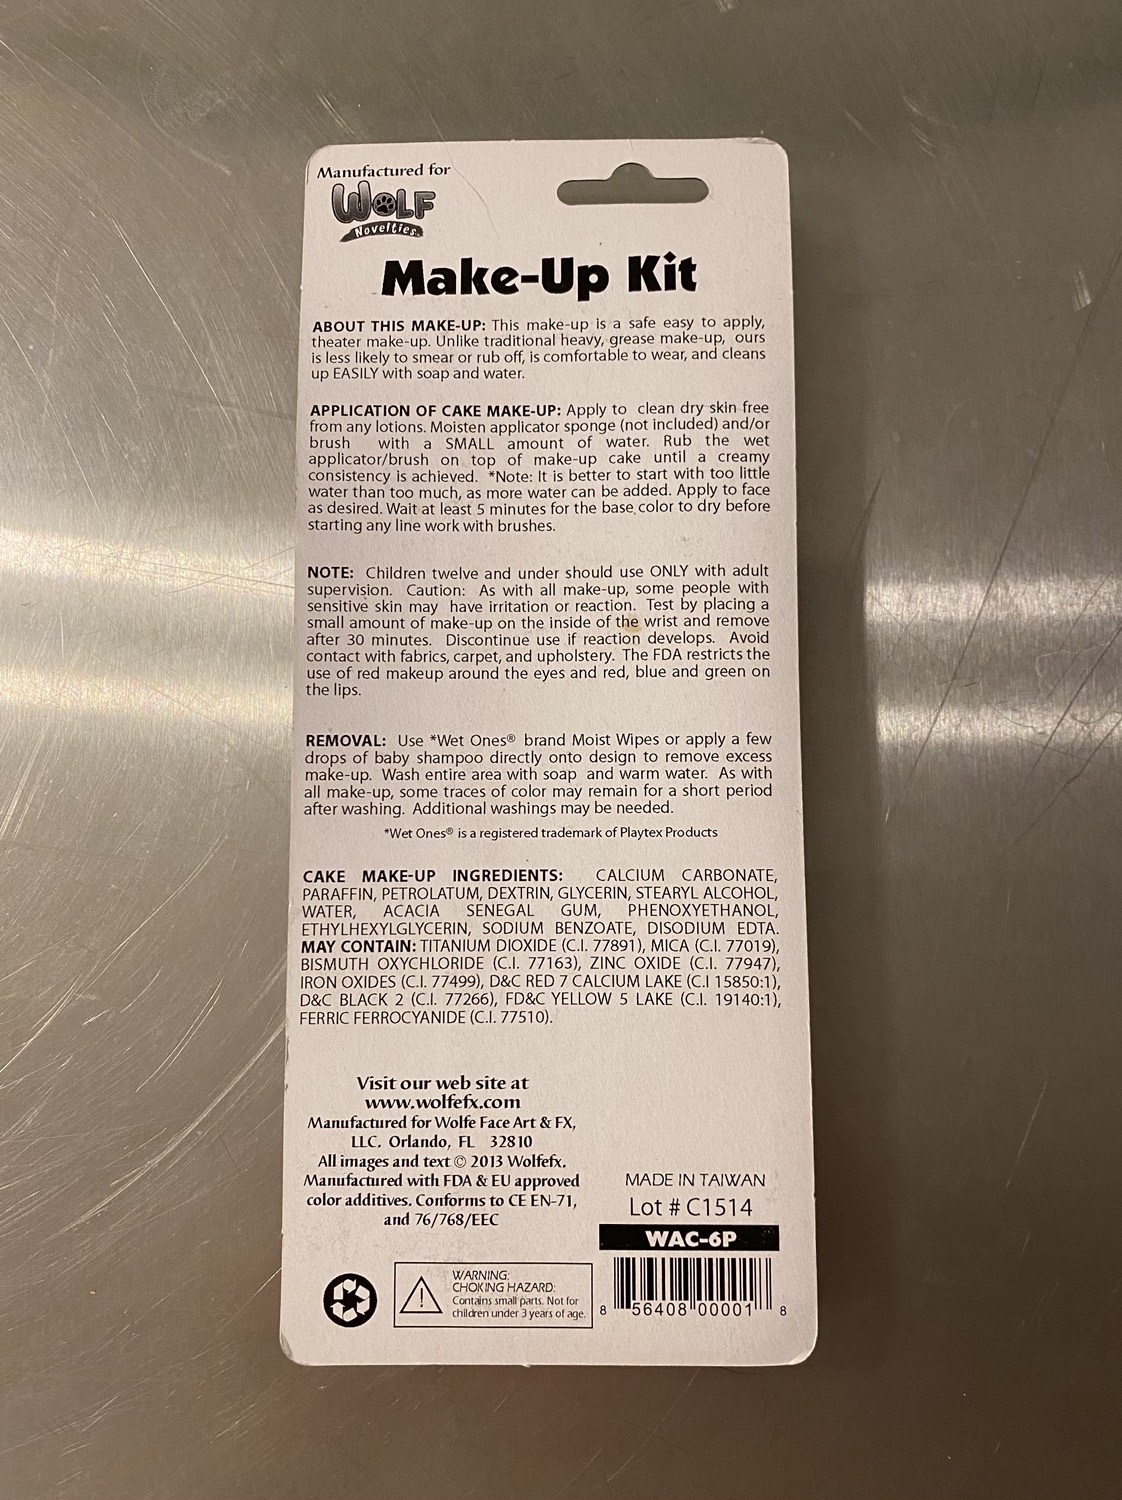 Manufactured for
WOLF
Novelties
Make-Up Kit
ABOUT THIS MAKE-UP: This make-up is a safe easy to apply,
theater make-up. Unlike traditional heavy, grease make-up, ours
is less likely to smear or rub off, is comfortable to wear, and cleans
up EASILY with soap and water.
APPLICATION OF CAKE MAKE-UP: Apply to clean dry skin free
from any lotions. Moisten applicator sponge (not included) and/or
brush with a SMALL amount of water. Rub the wet
applicator/brush on top of make-up cake until a creamy
consistency is achieved. *Note: It is better to start with too little
water than too much, as more water can be added. Apply to face
as desired. Wait at least 5 minutes for the base color to dry before
starting any line work with brushes.
NOTE: Children twelve and under should use ONLY with adult
supervision. Caution: As with all make-up, some people with
sensitive skin may have irritation or reaction. Test by placing a
small amount of make-up on the inside of the wrist and remove
after 30 minutes. Discontinue use if reaction develops. Avoid
contact with fabrics, carpet, and upholstery. The FDA restricts the
use of red makeup around the eyes and red, blue and green on
the lips.
REMOVAL: Use *Wet Ones® brand Moist Wipes or apply a few
drops of baby shampoo directly onto design to remove excess
make-up. Wash entire area with soap and warm water. As with
all make-up, some traces of color may remain for a short period
after washing. Additional washings may be needed.
*Wet Ones® is a registered trademark of Playtex Products
CAKE MAKE-UP INGREDIENTS: CALCIUM CARBONATE,
PARAFFIN, PETROLATUM, DEXTRIN, GLYCERIN, STEARYL ALCOHOL,
WATER, ACACIA SENEGAL GUM, PHENOXYETHANOL,
ETHYLHEXYLGLYCERIN, SODIUM BENZOATE, DISODIUM EDTA.
MAY CONTAIN: TITANIUM DIOXIDE (C.I. 77891), MICA (C.I. 77019),
BISMUTH OXYCHLORIDE (C.I. 77163), ZINC OXIDE (C.I. 77947),
IRON OXIDES (C.I. 77499), D&C RED 7 CALCIUM LAKE (C.I 15850:1),
D&C BLACK 2 (C.I. 77266), FD&C YELLOW 5 LAKE (C.I. 19140:1),
FERRIC FERROCYANIDE (C.I. 77510).
Visit our web site at
www.wolfefx.com
Manufactured for Wolfe Face Art & FX,
LLC. Orlando, FL 32810
All images and text © 2013 Wolfefx.
Manufactured with FDA & EU approved
color additives. Conforms to CE EN-71,
and 76/768/EEC
MADE IN TAIWAN
Lot # C1514
WAC-6P
WARNING:
CHOKING HAZARD:
Contains small parts. Not for
children under 3 years of age.
8 56408 00001 8